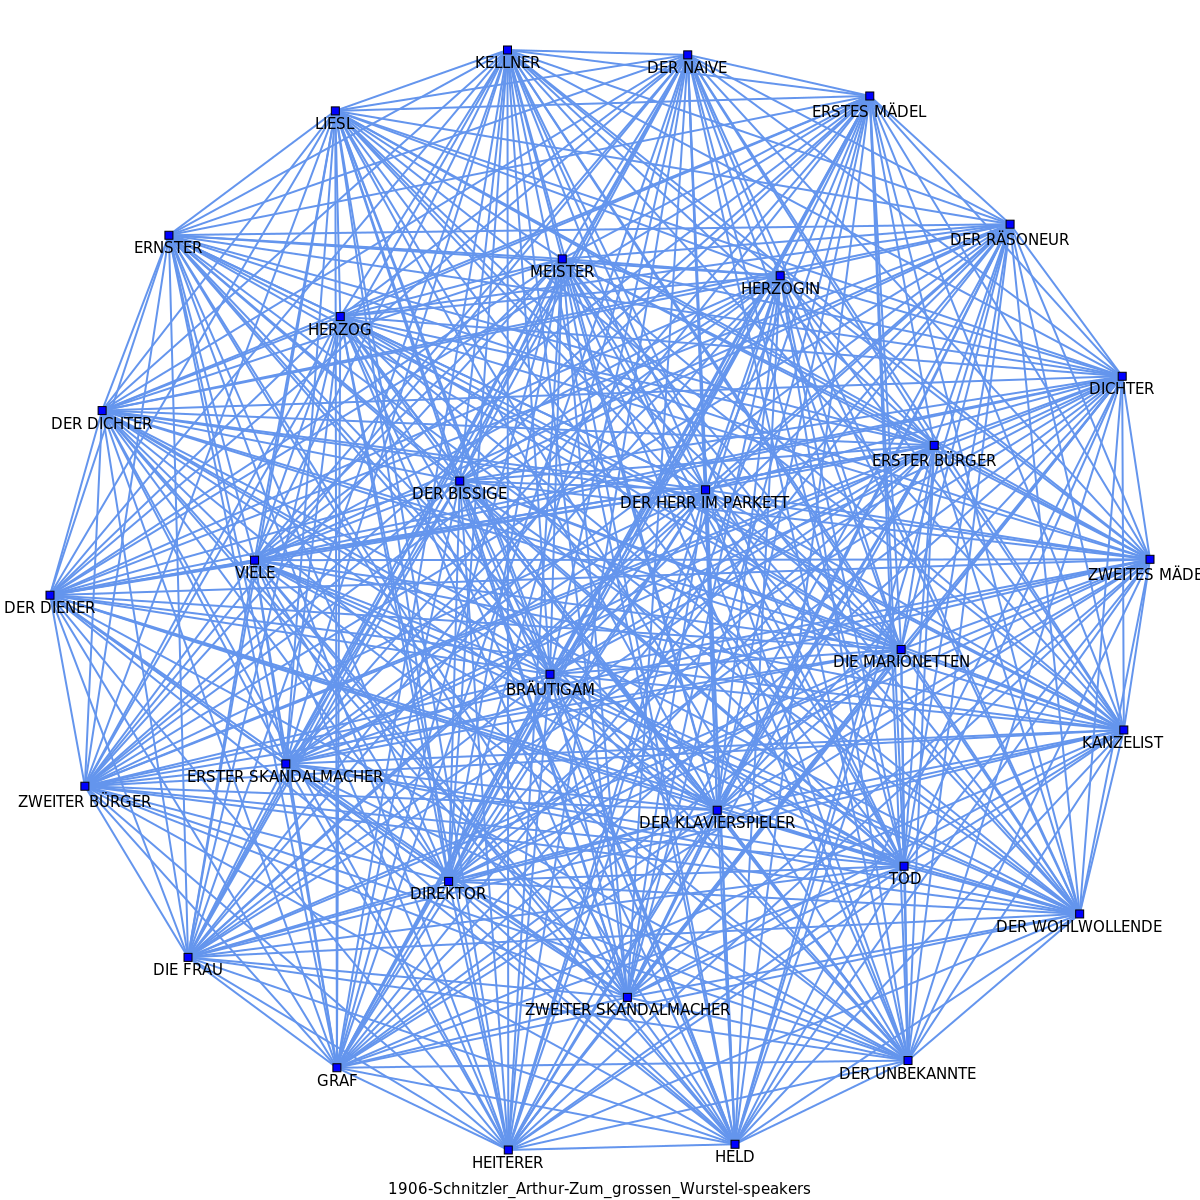 KELLNER
DER NAIVE
ERSTES MÄDEL
LIESL
DER RÄSONEUR
ERNSTER
MEISTER
HERZOGIN
HERZOG
DICHTER
DER DICHTER
ERSTER BÜRGER
DER BISSIGE
DER HERR IM PARKETT
VIELE
ZWEITES MÄDE
DER DIENER
DIE MARIONETTEN
BRÄUTIGAM
KANZELIST
ERSTER SKANDALMACHER
ZWEITER BÜRGER
DER KLAVIERSPIELER
TOD
DIREKTOR
DER WOHLWOLLENDE
DIE FRAU
ZWEITER SKANDALMACHER
DER UNBEKANNTE
GRAF
HELD
HEITERER
1906-Schnitzler_Arthur-Zum_grossen_Wurstel-speakers